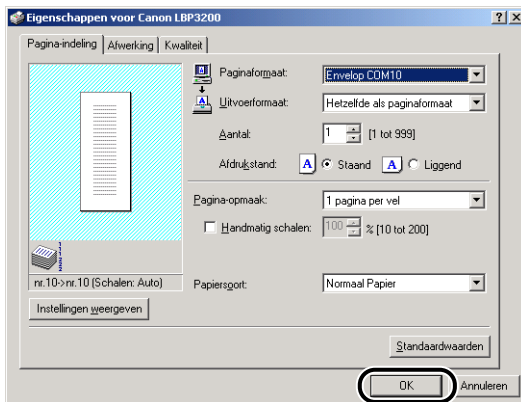 Eigenschappen voor Canon LBP3200
Pagina-indeling Afwerking Kwaliteit
Paginaformaat: Envelop COM10
Uitvoerformaat: Hetzelfde als paginaformaat
Aantal: 1 [1 tot 999]
Afdrukstand: A Staand A Liggend
Pagina-opmaak: 1 pagina per vel
Handmatig schalen: 100 % [10 tot 200]
nr.10->nr.10 (Schalen: Auto)
Papiersoort: Normaal Papier
Instellingen weergeven
Standaardwaarden
OK Annuleren